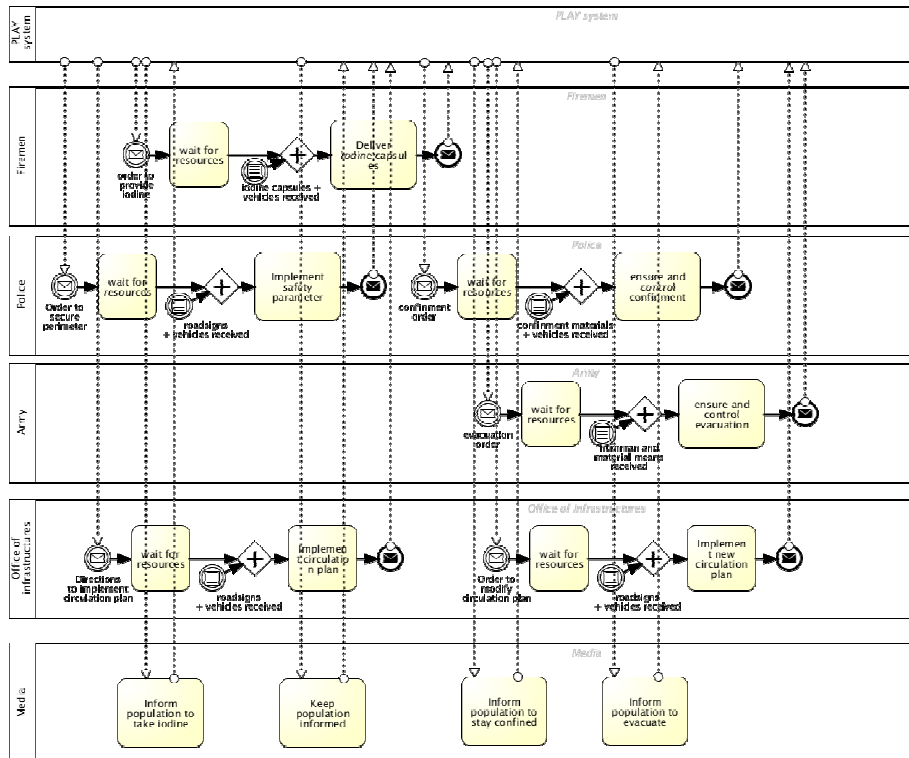 PLAY
system
PLAY system
Firemen
Firemen
order to
provide
iodine
wait for
resources
iodine capsules +
vehicles received
Deliver
iodine capsul
es
Police
Police
Order to
secure
perimeter
wait for
resources
roadsigns
+ vehicles received
Implement
safety
parameter
confinment
order
wait for
resources
confinment materials
+ vehicles received
ensure and
control
confinment
Army
Army
evacuation
order
wait for
resources
humman and
material means
received
ensure and
control
evacuation
Office of
infrastructures
Office of infrastructures
Directions
to implement
circulation plan
wait for
resources
roadsigns
+ vehicles received
Implemen
t circulatio
n plan
Order to
modify
circulation plan
wait for
resources
roadsigns
+ vehicles received
Implemen
t new
circulation
plan
Media
Media
Inform
population to
take iodine
Keep
population
informed
Inform
population to
stay confined
Inform
population to
evacuate